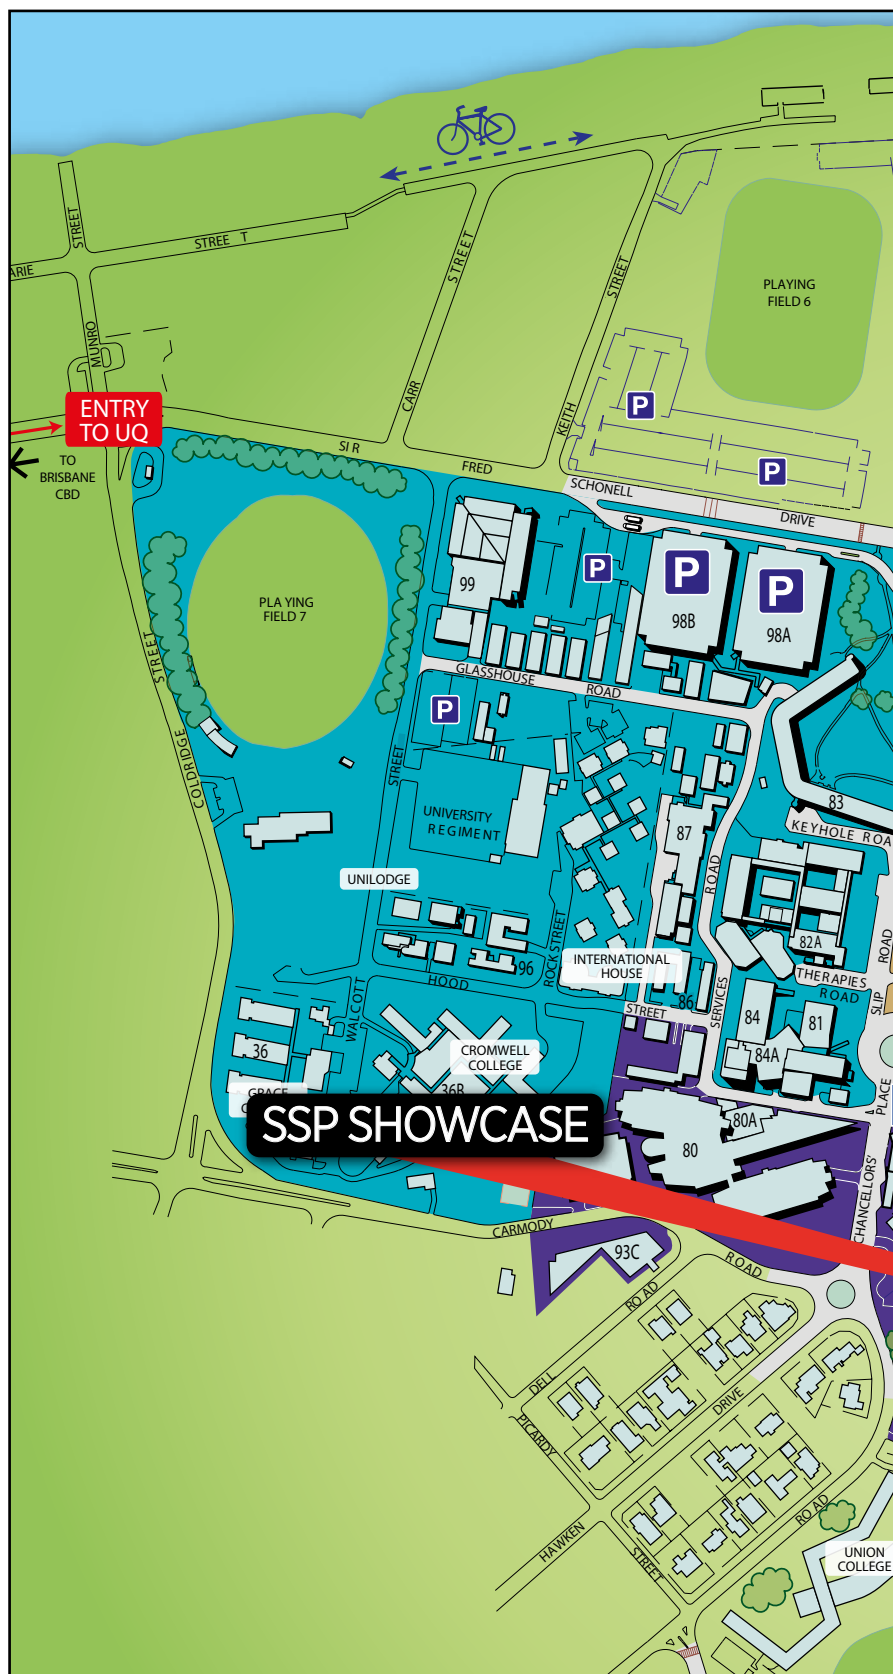 STREET
STREE T
ARIE
MUNRO
STREET
STREET
PLAYING
FIELD 6
CARR
KEITH
P
P
ENTRY
TO UQ
TO
BRISBANE
CBD
SI R
FRED
SCHONELL
DRIVE
PLA YING
FIELD 7
99
P
P
98B
P
98A
STREET
COLDRIDGE
GLASSHOUSE
ROAD
P
STREET
UNIVERSITY
REGIMENT
83
KEYHOLE ROA
87
ROAD
UNILODGE
82A
ROCK STREET
ROAD
96
INTERNATIONAL
HOUSE
THERAPIES
ROAD
HOOD
86
STREET
SERVICES
SLIP
84
81
WALCOTT
36
CROMWELL
COLLEGE
84A
36B
GRACE
PLACE
SSP SHOWCASE
80A
80
CHANCELLORS'
CARMODY
93C
ROAD
ROAD
DELL
DRIVE
PICARDY
ROAD
HAWKEN
STREET
UNION
COLLEGE